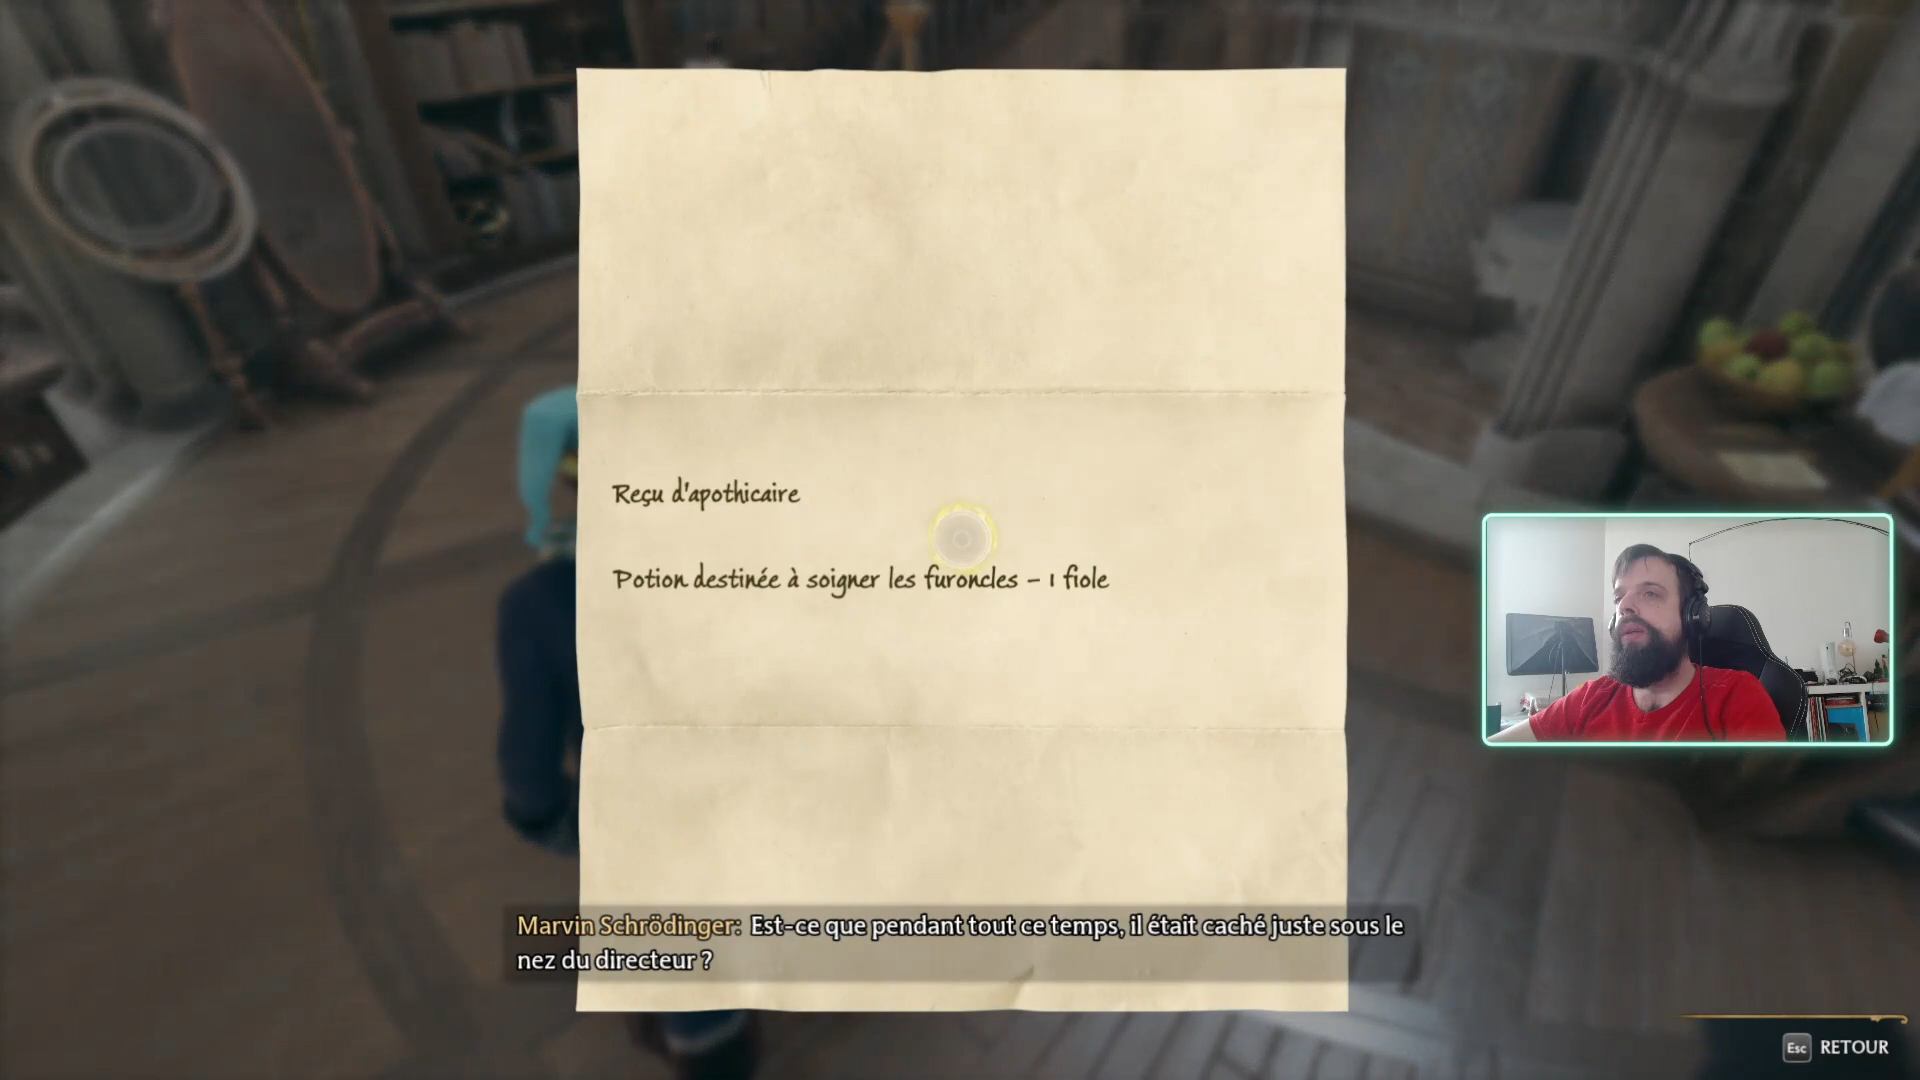 Reçu d'apothicaire
Potion destinée à soigner les furoncles – 1 fiole
Marvin Schrödinger: Est-ce que pendant tout ce temps, il était caché juste sous le
nez du directeur ?
Esc RETOUR